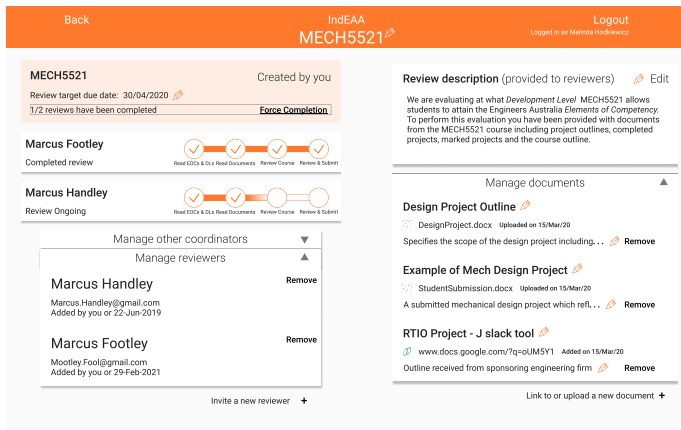 Back
IndEAA
Logout
MECH5521
Logged in as Melinda Hodkiewicz
MECH5521
Created by you
Review target due date: 30/04/2020
1/2 reviews have been completed
Force Completion
Marcus Footley
Completed review
Read EOCs & DLs Read Documents Review Course Review & Submit
Marcus Handley
Review Ongoing
Read EOCs & DLs Read Documents Review Course Review & Submit
Manage other coordinators
Manage reviewers
Marcus Handley
Remove
Marcus.Handley@gmail.com
Added by you or 22-Jun-2019
Marcus Footley
Remove
Mootley.Fool@gmail.com
Added by you or 29-Feb-2021
Invite a new reviewer +
Review description (provided to reviewers)
Edit
We are evaluating at what Development Level MECH5521 allows
students to attain the Engineers Australia Elements of Competency.
To perform this evaluation you have been provided with documents
from the MECH5521 course including project outlines, completed
projects, marked projects and the course outline.
Manage documents
Design Project Outline
DesignProject.docx Uploaded on 15/Mar/20
Specifies the scope of the design project including... Remove
Example of Mech Design Project
StudentSubmission.docx Uploaded on 15/Mar/20
A submitted mechanical design project which refl... Remove
RTIO Project - J slack tool
www.docs.google.com/?q=oUM5Y1 Added on 15/Mar/20
Outline received from sponsoring engineering firm Remove
Link to or upload a new document +